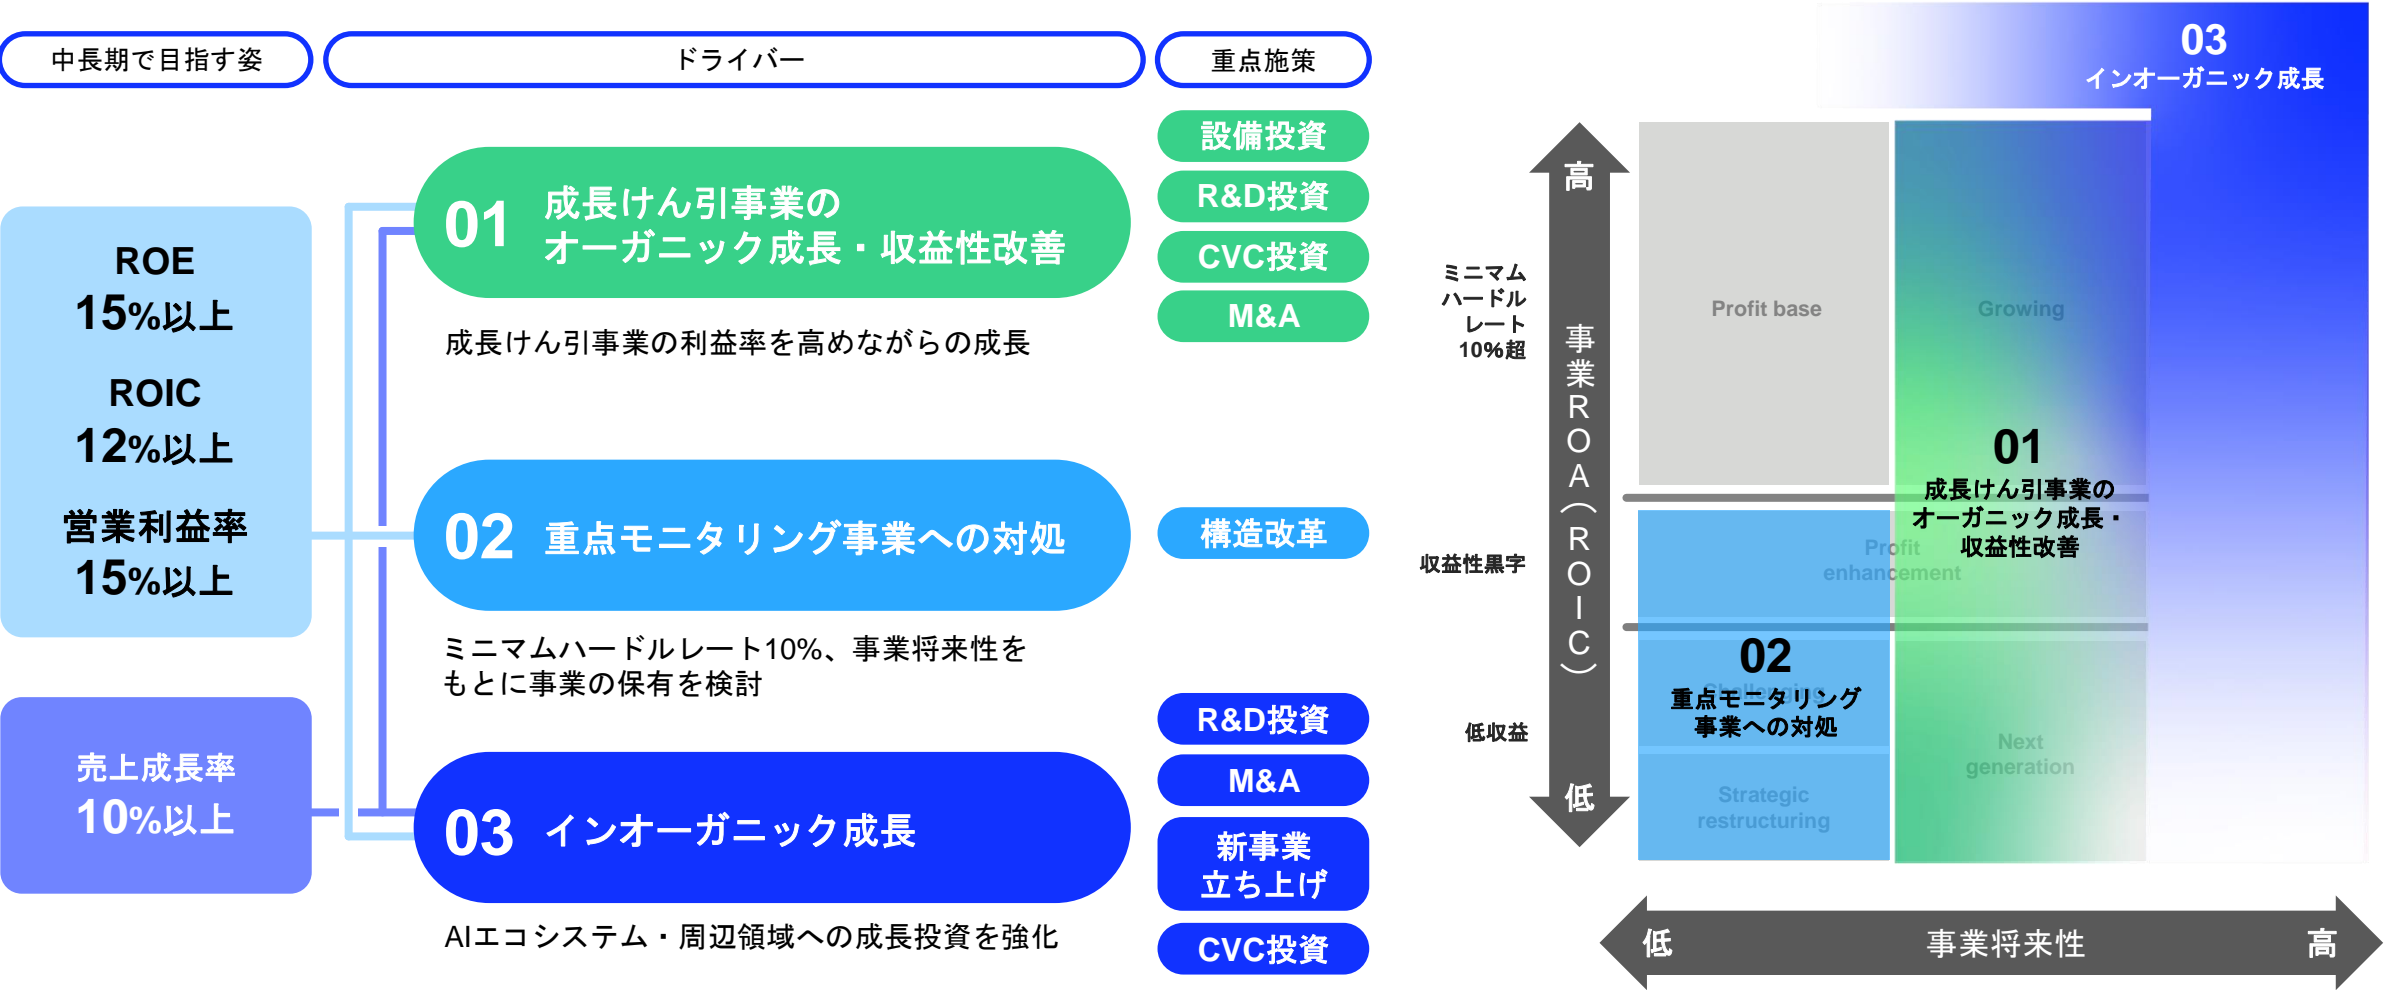 中長期で目指す姿
ドライバー
重点施策
ROE
15%以上
ROIC
12%以上
営業利益率
15%以上
売上成長率
10%以上
01
成長けん引事業の
オーガニック成長・収益性改善
成長けん引事業の利益率を高めながらの成長
設備投資
R&D投資
CVC投資
M&A
02
重点モニタリング事業への対処
ミニマムハードルレート10%、事業将来性を
もとに事業の保有を検討
構造改革
03
インオーガニック成長
AIエコシステム・周辺領域への成長投資を強化
R&D投資
M&A
新事業
立ち上げ
CVC投資
03
インオーガニック成長
高
事業ROA(ROIC)
低
ミニマム
ハードル
レート
10%超
収益性黒字
低収益
Profit base
Growing
01
成長けん引事業の
オーガニック成長・
収益性改善
Profit
enhancement
02
Challenging
重点モニタリング
事業への対処
Next
generation
Strategic
restructuring
低
事業将来性
高